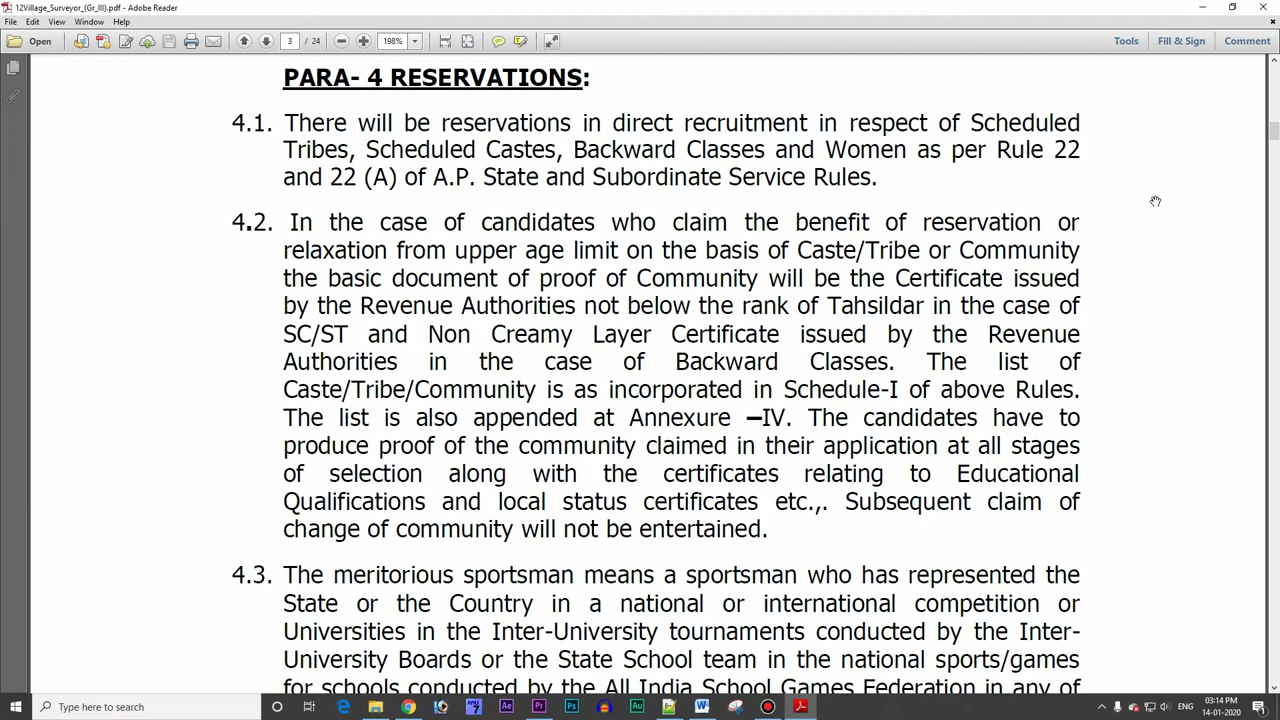 12Village_Surveyor_(Gr_III).pdf - Adobe Reader
File Edit View Window Help
Open 3 / 24 198% Tools Fill & Sign Comment
PARA- 4 RESERVATIONS:
4.1. There will be reservations in direct recruitment in respect of Scheduled
Tribes, Scheduled Castes, Backward Classes and Women as per Rule 22
and 22 (A) of A.P. State and Subordinate Service Rules.
4.2. In the case of candidates who claim the benefit of reservation or
relaxation from upper age limit on the basis of Caste/Tribe or Community
the basic document of proof of Community will be the Certificate issued
by the Revenue Authorities not below the rank of Tahsildar in the case of
SC/ST and Non Creamy Layer Certificate issued by the Revenue
Authorities in the case of Backward Classes. The list of
Caste/Tribe/Community is as incorporated in Schedule-I of above Rules.
The list is also appended at Annexure –IV. The candidates have to
produce proof of the community claimed in their application at all stages
of selection along with the certificates relating to Educational
Qualifications and local status certificates etc.,. Subsequent claim of
change of community will not be entertained.
4.3. The meritorious sportsman means a sportsman who has represented the
State or the Country in a national or international competition or
Universities in the Inter-University tournaments conducted by the Inter-
University Boards or the State School team in the national sports/games
for schools conducted by the All India School Games Federation in any of
Type here to search
Ae Pr Ps Au W
03:14 PM
14-01-2020